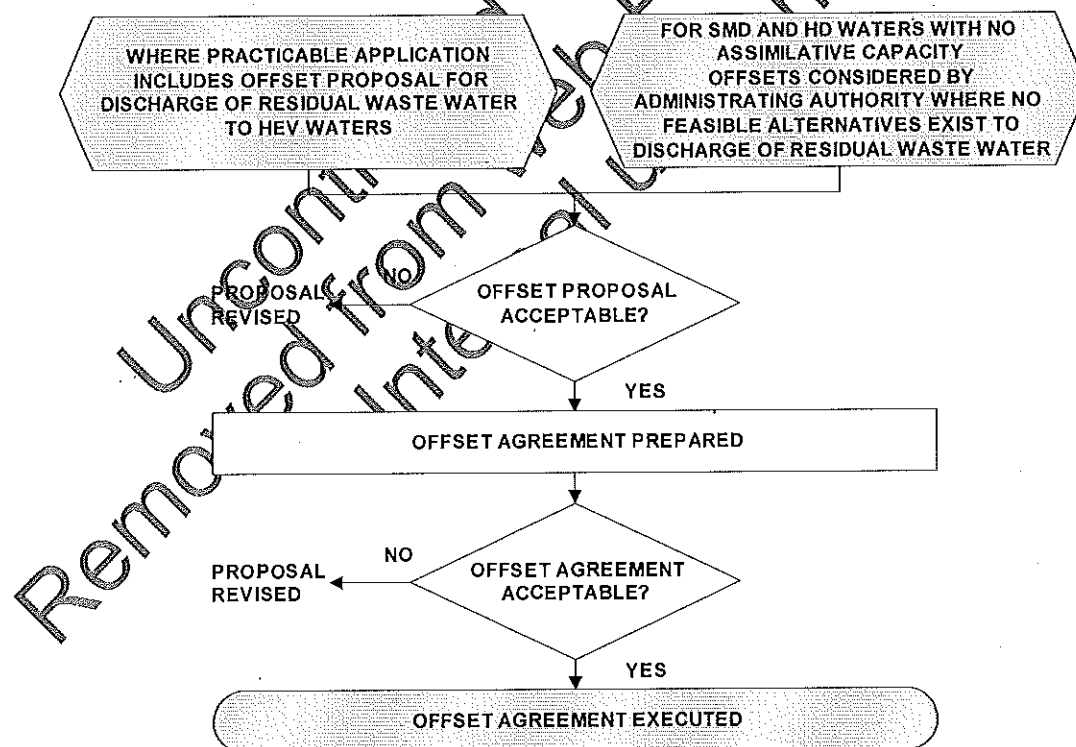 WHERE PRACTICABLE APPLICATION
INCLUDES OFFSET PROPOSAL FOR
DISCHARGE OF RESIDUAL WASTE WATER
TO HEV WATERS
FOR SMD AND HD WATERS WITH NO
ASSIMILATIVE CAPACITY
OFFSETS CONSIDERED BY
ADMINISTRATING AUTHORITY WHERE NO
FEASIBLE ALTERNATIVES EXIST TO
DISCHARGE OF RESIDUAL WASTE WATER
NO
PROPOSAL
REVISED
OFFSET PROPOSAL
ACCEPTABLE?
YES
OFFSET AGREEMENT PREPARED
NO
PROPOSAL
REVISED
OFFSET AGREEMENT
ACCEPTABLE?
YES
OFFSET AGREEMENT EXECUTED
Removed from